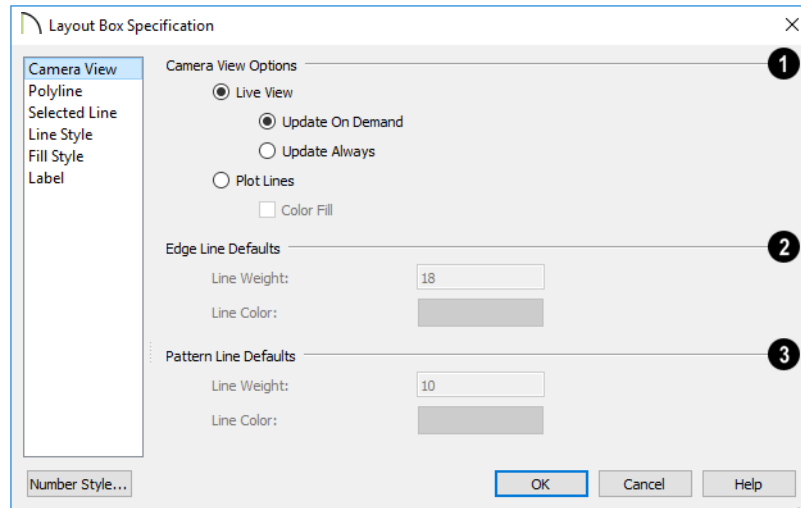 Layout Box Specification
Camera View
Polyline
Selected Line
Line Style
Fill Style
Label
Camera View Options
1
Live View
Update On Demand
Update Always
Plot Lines
Color Fill
Edge Line Defaults
2
Line Weight: 18
Line Color:
Pattern Line Defaults
3
Line Weight: 10
Line Color:
Number Style...
OK
Cancel
Help